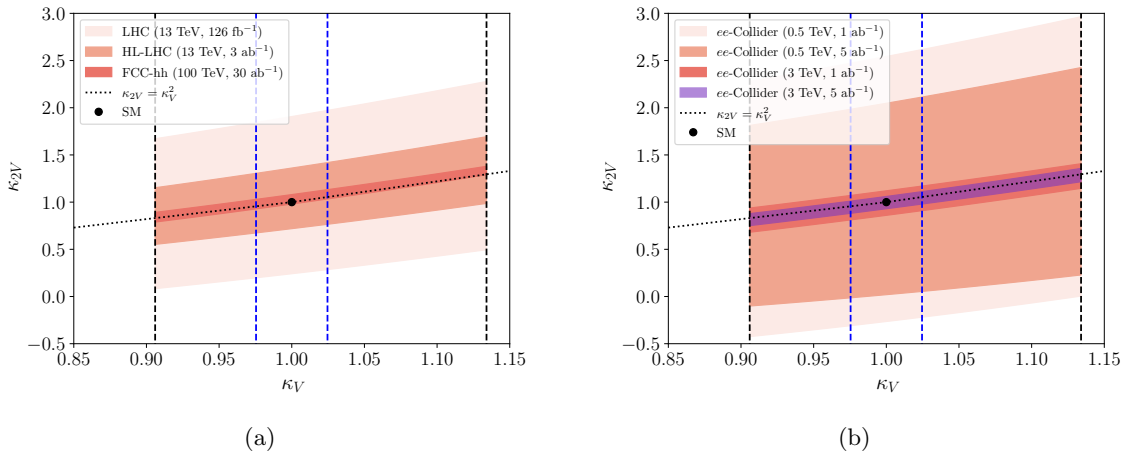 LHC (13 TeV, 126 fb⁻¹)
HL-LHC (13 TeV, 3 ab⁻¹)
FCC-hh (100 TeV, 30 ab⁻¹)
κ₂V = κ²V
SM
3.0
2.5
2.0
1.5
1.0
0.5
0.0
−0.5
κ₂V
0.85 0.90 0.95 1.00 1.05 1.10 1.15
κV
(a)
ee-Collider (0.5 TeV, 1 ab⁻¹)
ee-Collider (0.5 TeV, 5 ab⁻¹)
ee-Collider (3 TeV, 1 ab⁻¹)
ee-Collider (3 TeV, 5 ab⁻¹)
κ₂V = κ²V
SM
3.0
2.5
2.0
1.5
1.0
0.5
0.0
−0.5
κ₂V
0.85 0.90 0.95 1.00 1.05 1.10 1.15
κV
(b)